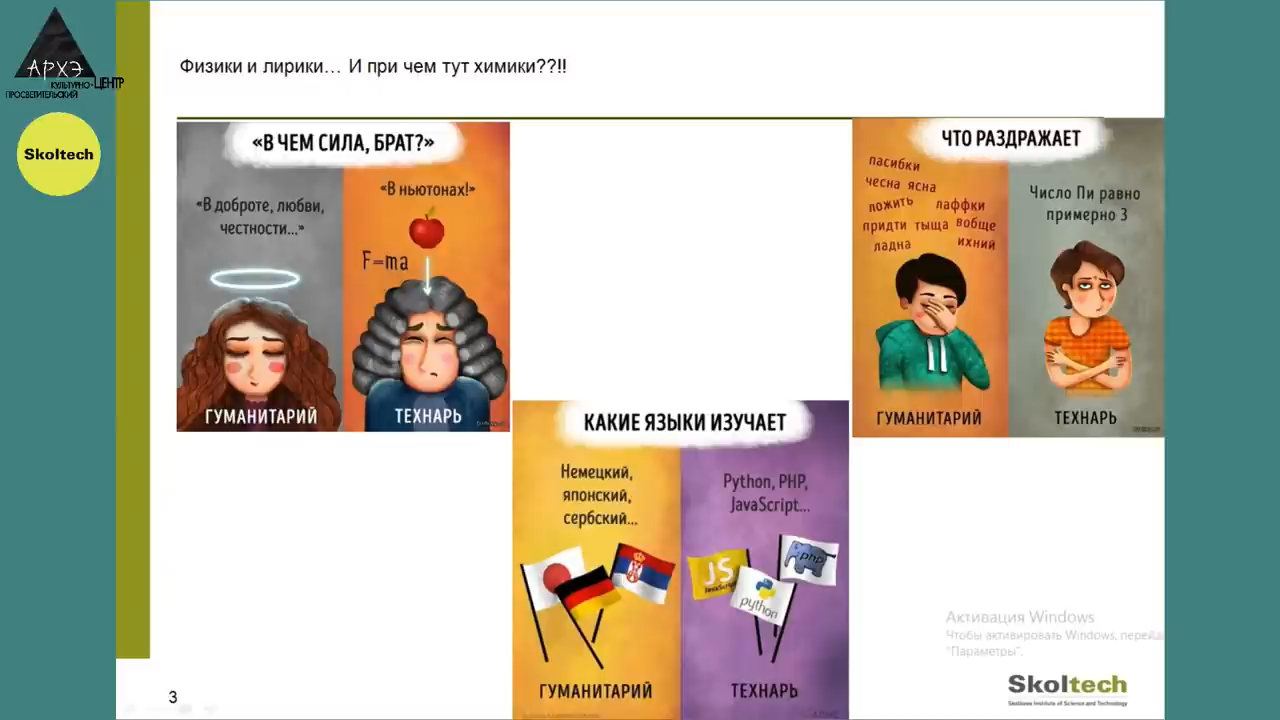 АРХЭ
КУЛЬТУРНО-ЦЕНТР
ПРОСВЕТИТЕЛЬСКИЙ
Skoltech
Физики и лирики… И при чем тут химики??!!
«В ЧЕМ СИЛА, БРАТ?»
«В доброте, любви,
честности...»
ГУМАНИТАРИЙ
«В ньютонах!»
F=ma
ТЕХНАРЬ
КАКИЕ ЯЗЫКИ ИЗУЧАЕТ
Немецкий,
японский,
сербский...
ГУМАНИТАРИЙ
Python, PHP,
JavaScript...
JS
JavaScript
python
php
ТЕХНАРЬ
ЧТО РАЗДРАЖАЕТ
пасибки
чесна ясна
ложить лаффки
придти тыща вобще
ладна ихний
ГУМАНИТАРИЙ
Число Пи равно
примерно 3
ТЕХНАРЬ
Активация Windows
Чтобы активировать Windows, перей
"Параметры".
Skoltech
Skolkovo Institute of Science and Technology
3